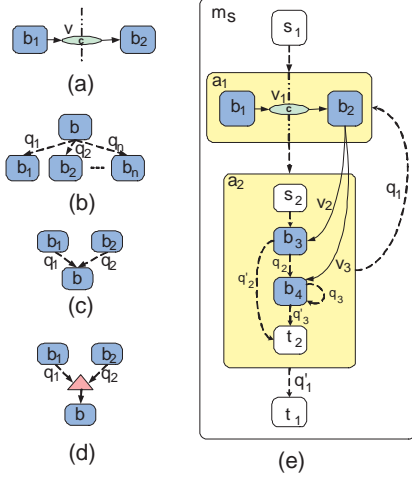 b1 v c b2
(a)
b
q1 q2 qn
b1 b2 bn
(b)
b1 b2
q1 q2
b
(c)
b1 b2
q1 q2
b
(d)
mS
s1
a1
b1 v1 c b2
a2
s2
v2
q1
b3
q'2 q2 v3
b4 q3
q'3
t2
q'1
t1
(e)